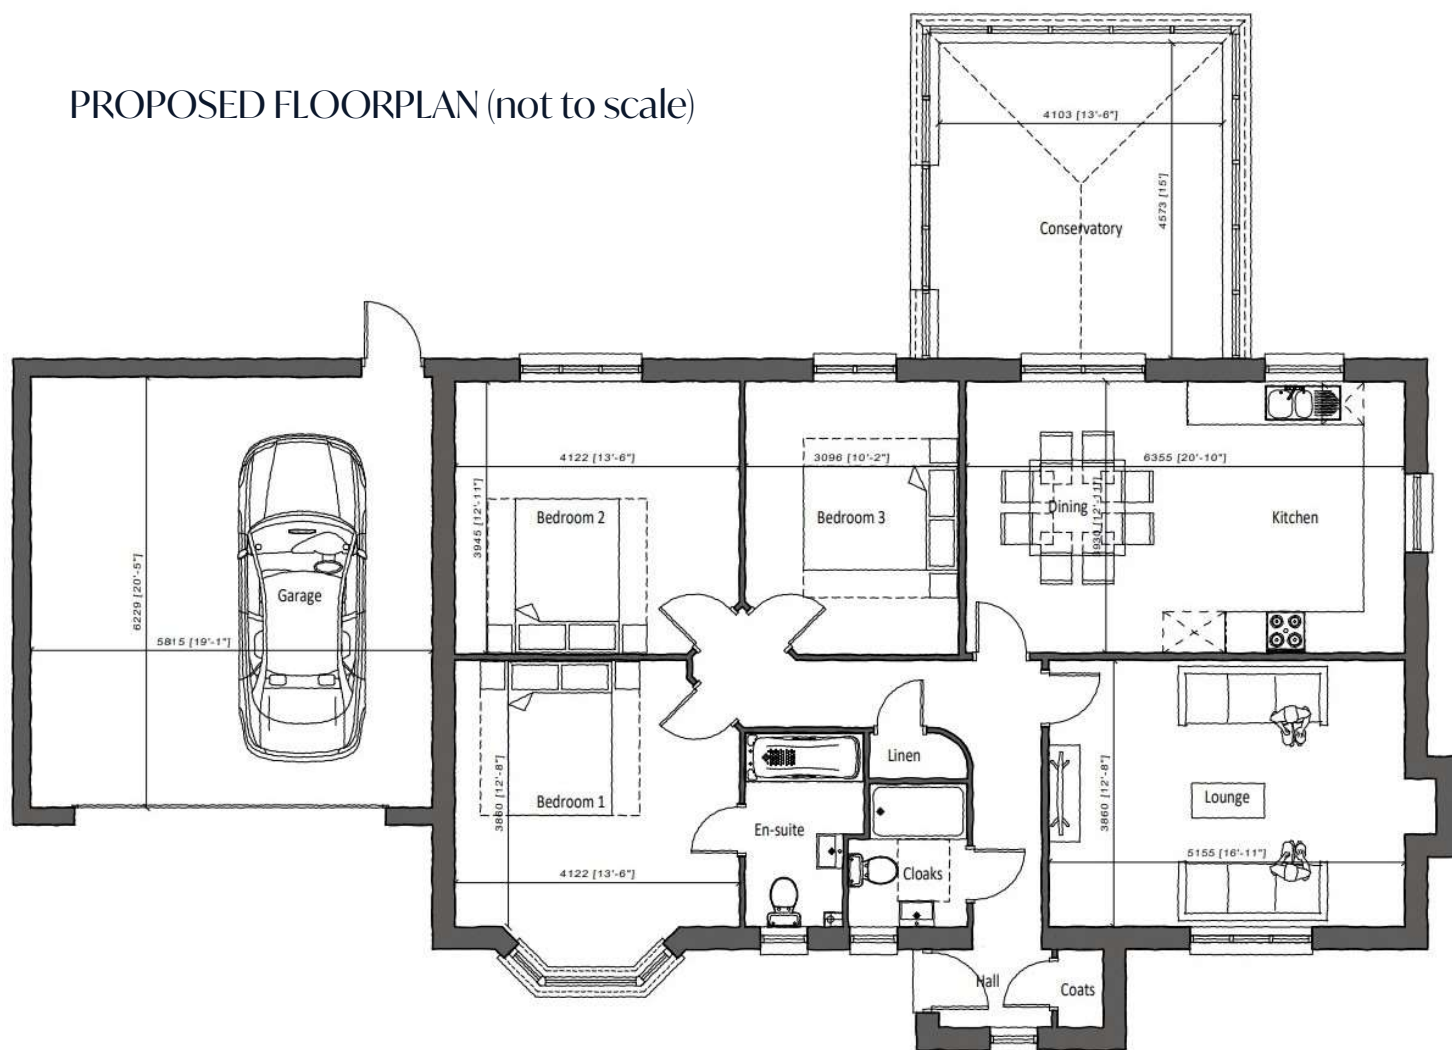 PROPOSED FLOORPLAN (not to scale)
4103 [13'-6"]
4573 [15']
Conservatory
4122 [13'-6"]
3945 [12'-11"]
Bedroom 2
3096 [10'-2"]
Bedroom 3
6355 [20'-10"]
3930 [12'-11"]
Dining
Kitchen
6229 [20'-5"]
Garage
5815 [19'-1"]
3860 [12'-8"]
Bedroom 1
4122 [13'-6"]
En-suite
Linen
Cloaks
3860 [12'-8"]
Lounge
5155 [16'-11"]
Hall
Coats